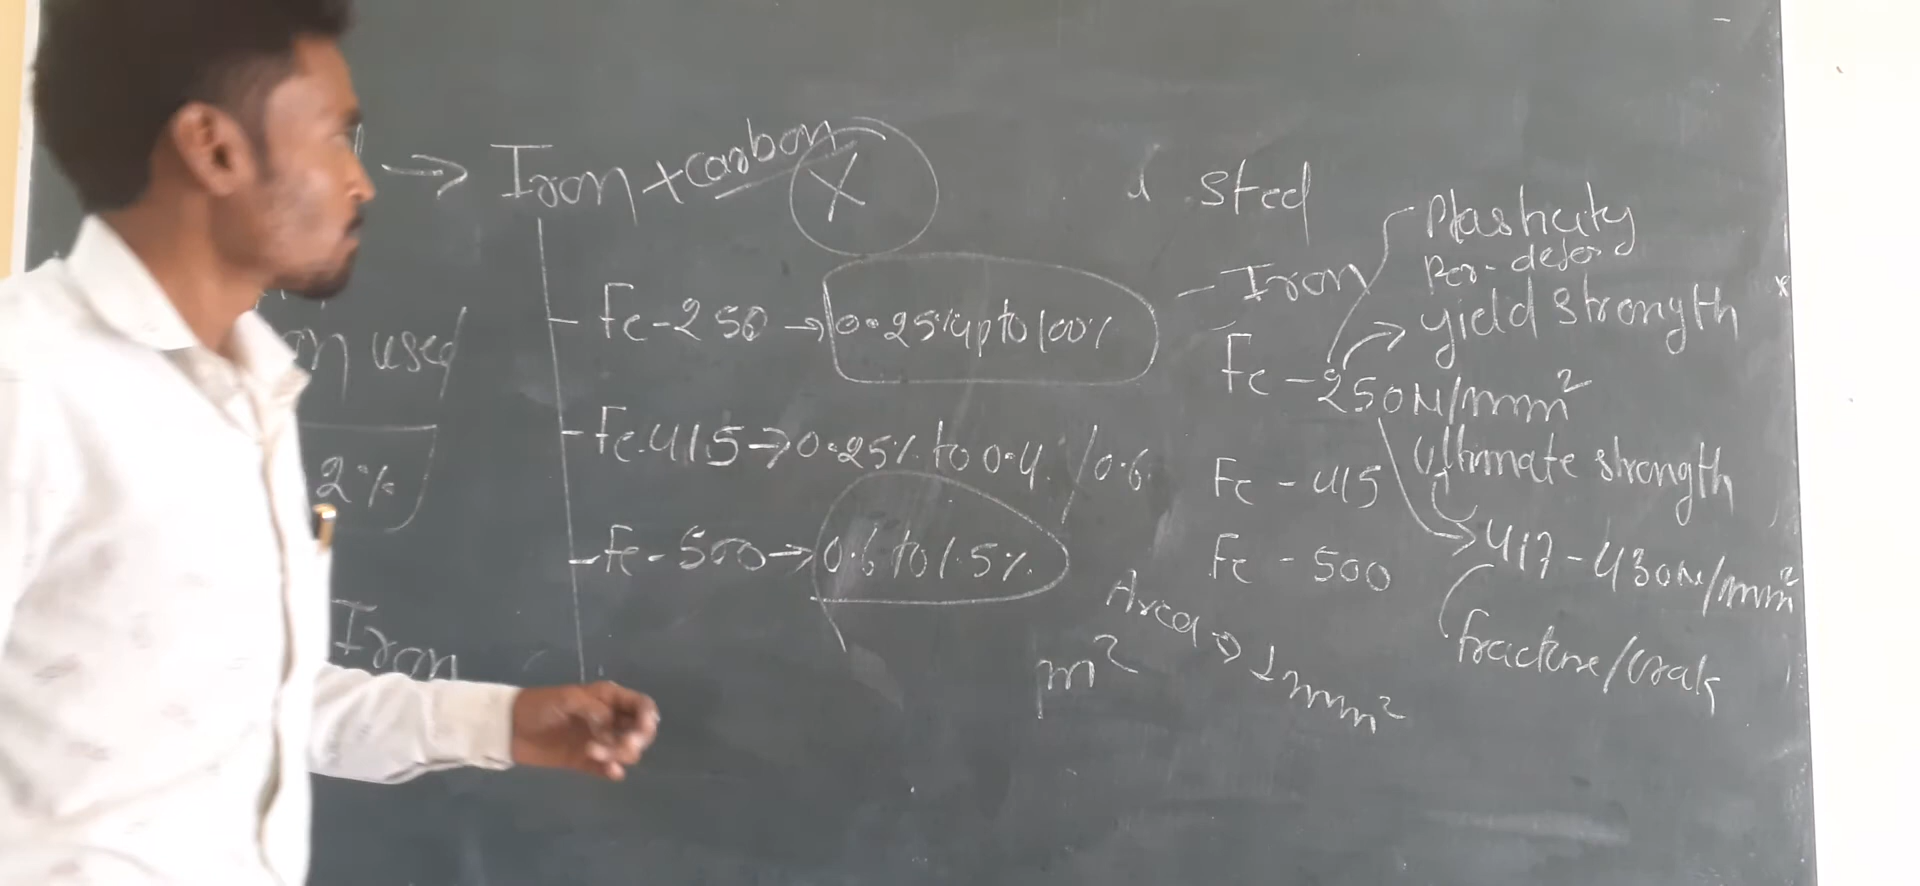 → Iron + carbon X
Fe-250 → 0.25% up to 100%
Fe-415 → 0.25% to 0.4 / 0.6
Fe-500 → 0.6 to 1.5%
used
2%
Iron
Steel
- Iron
Plasticity
Per-defor
yield strength
Fe - 250 N/mm²
ultimate strength
Fe - 415
417 - 430 N/mm²
Fe - 500
fracture/crack
Area → 1 mm²
m²